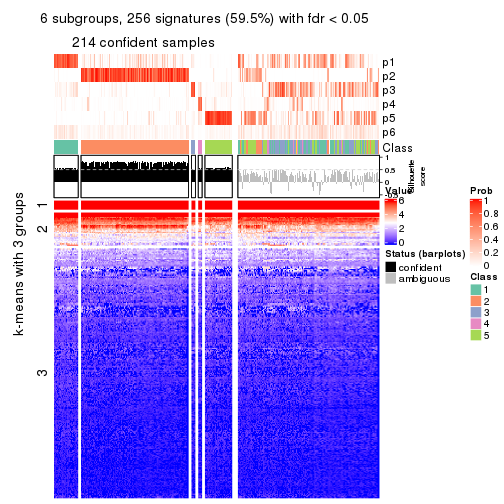 6 subgroups, 256 signatures (59.5%) with fdr < 0.05
214 confident samples
p1
p2
p3
p4
p5
p6
Class
1
0.5
0
-0.5
Silhouette
score
k-means with 3 groups
1
2
3
Value
6
4
2
0
Status (barplots)
confident
ambiguous
Prob
1
0.8
0.6
0.4
0.2
0
Class
1
2
3
4
5